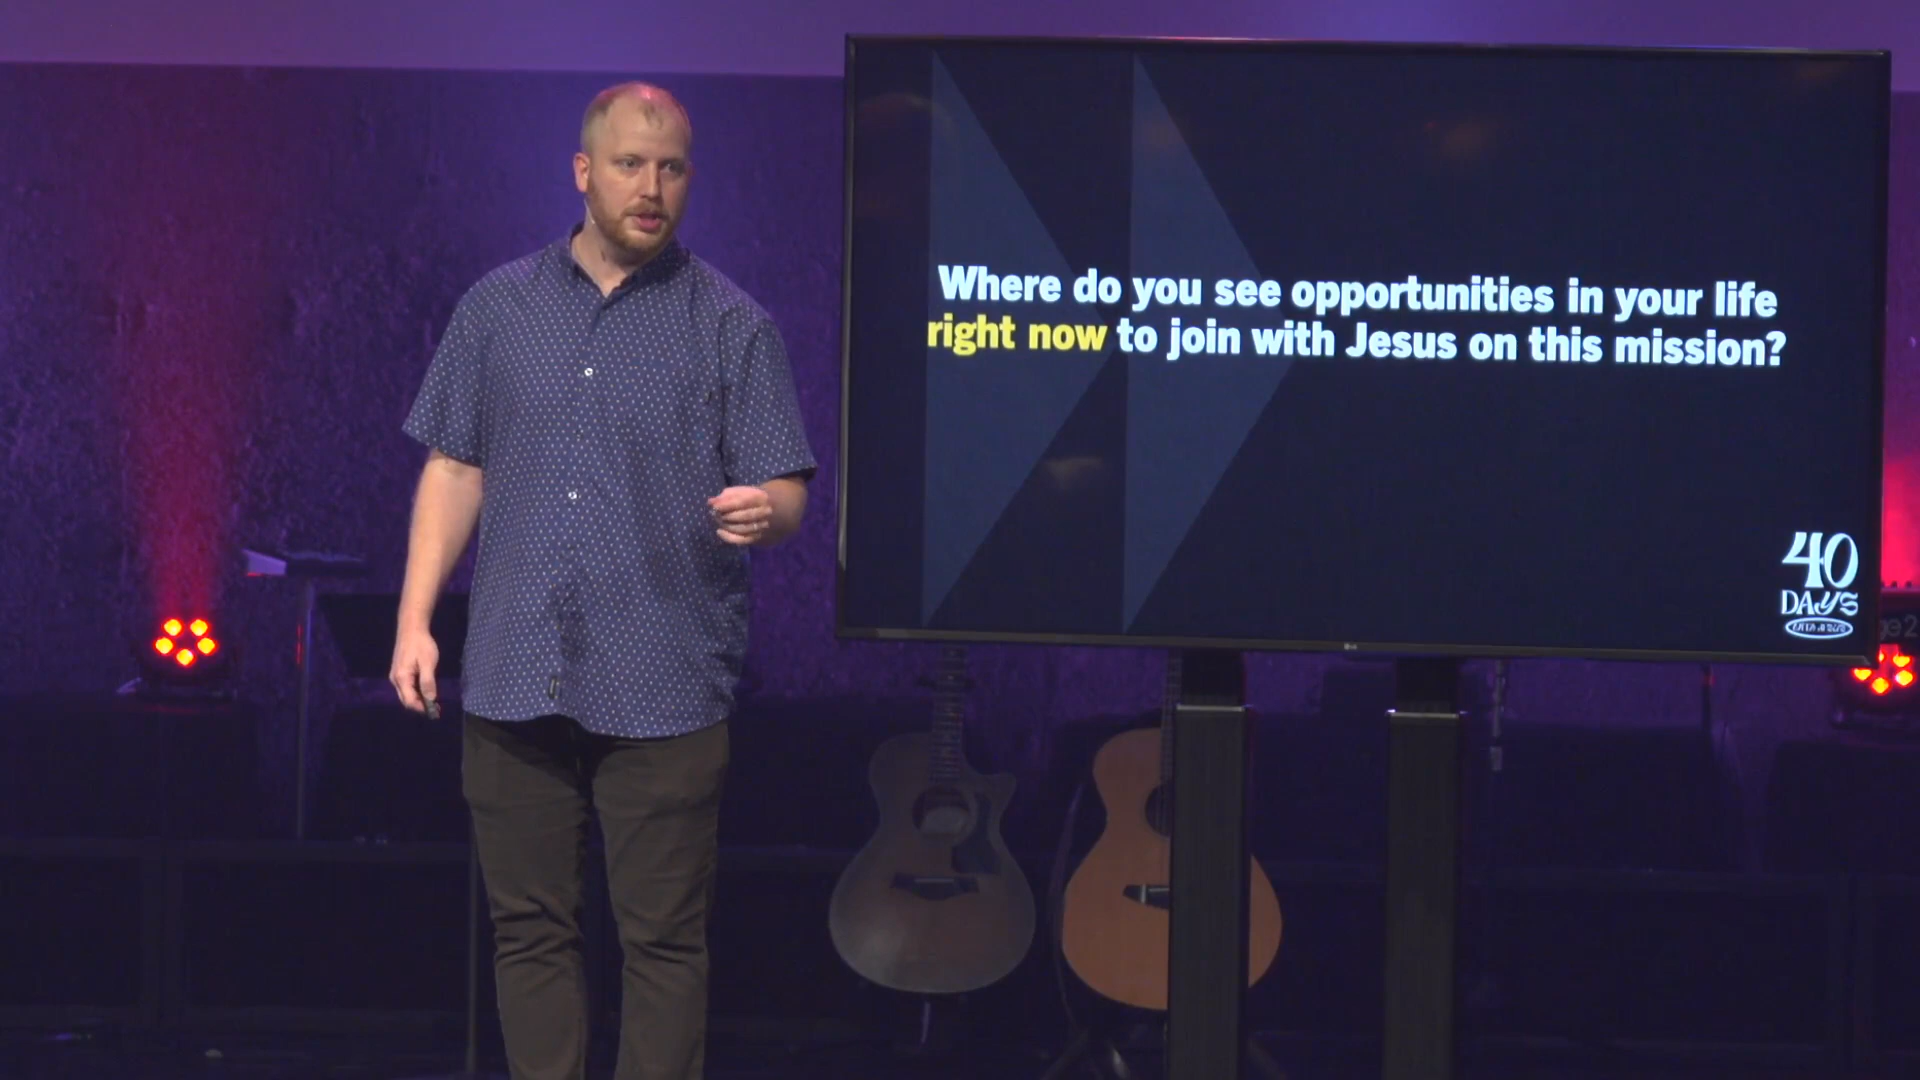 Where do you see opportunities in your life
right now to join with Jesus on this mission?
40
DAYS